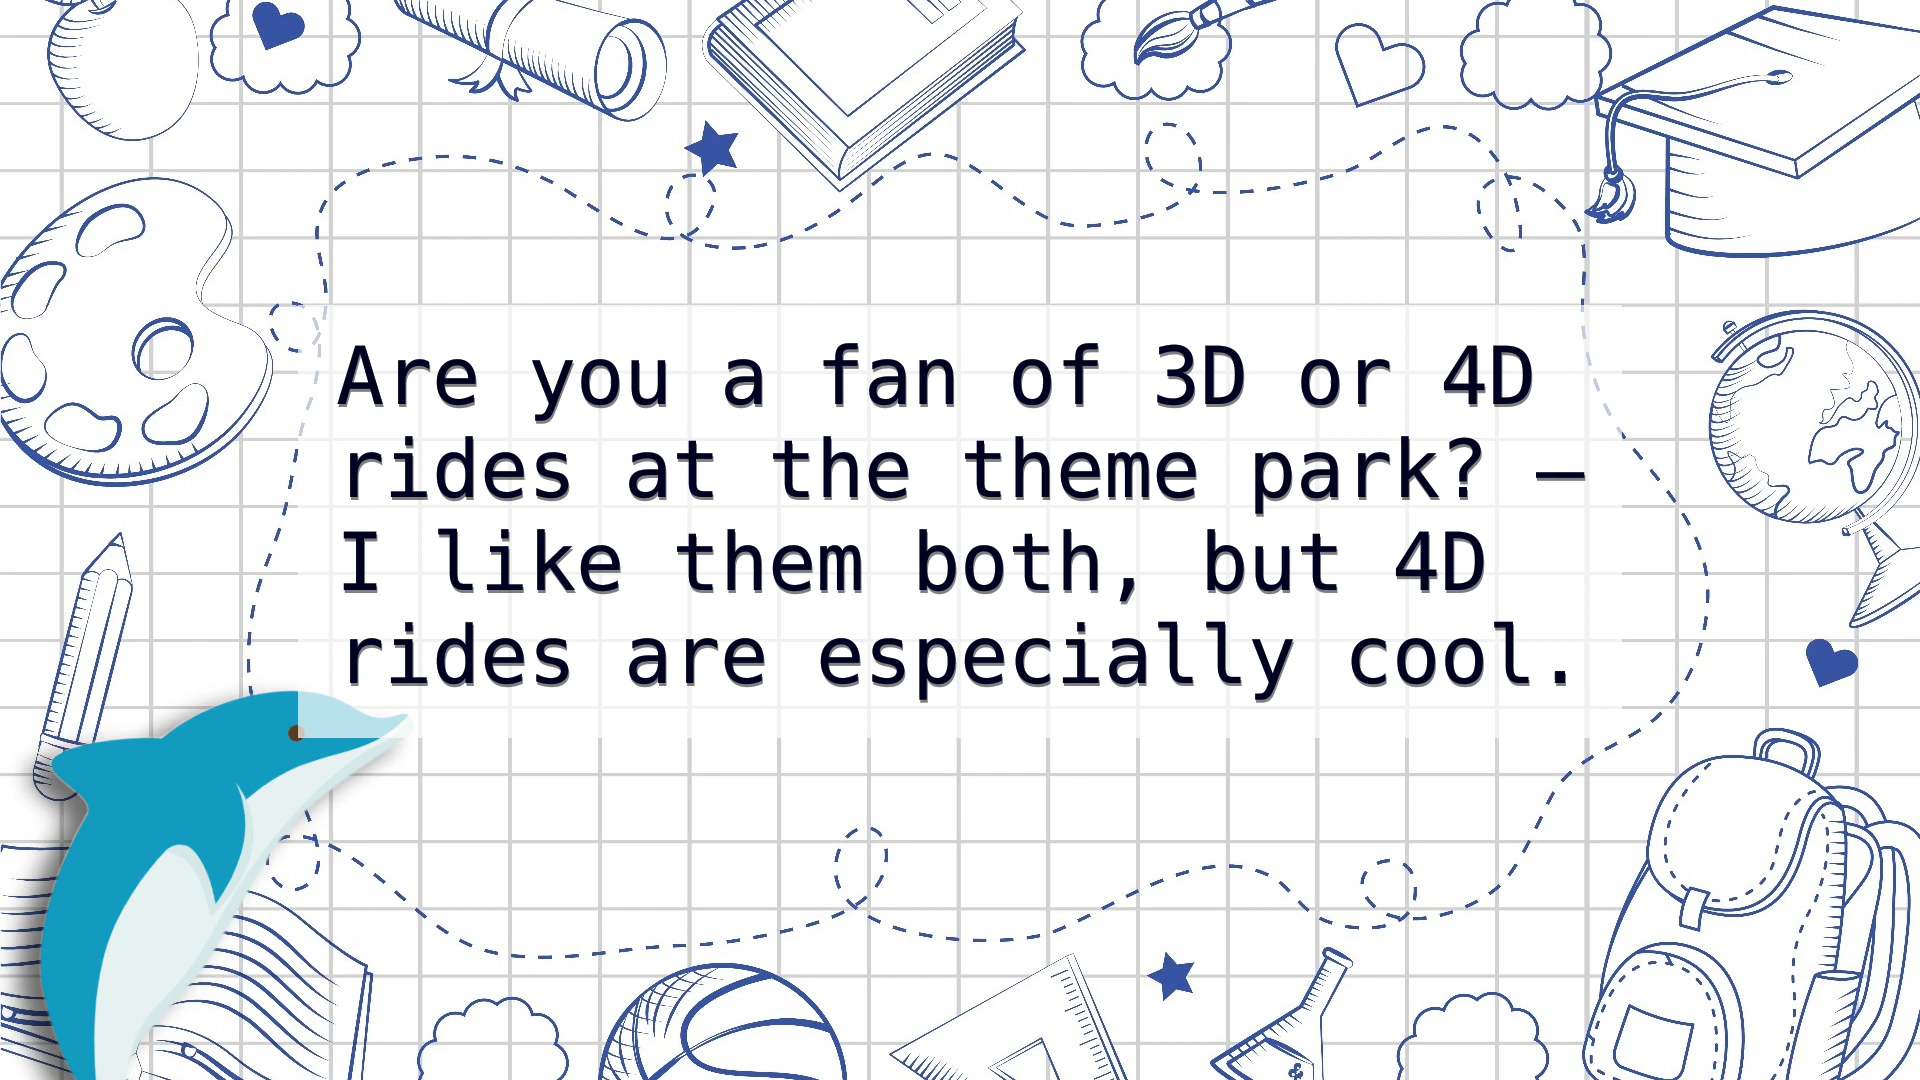 Are you a fan of 3D or 4D
rides at the theme park? –
I like them both, but 4D
rides are especially cool.